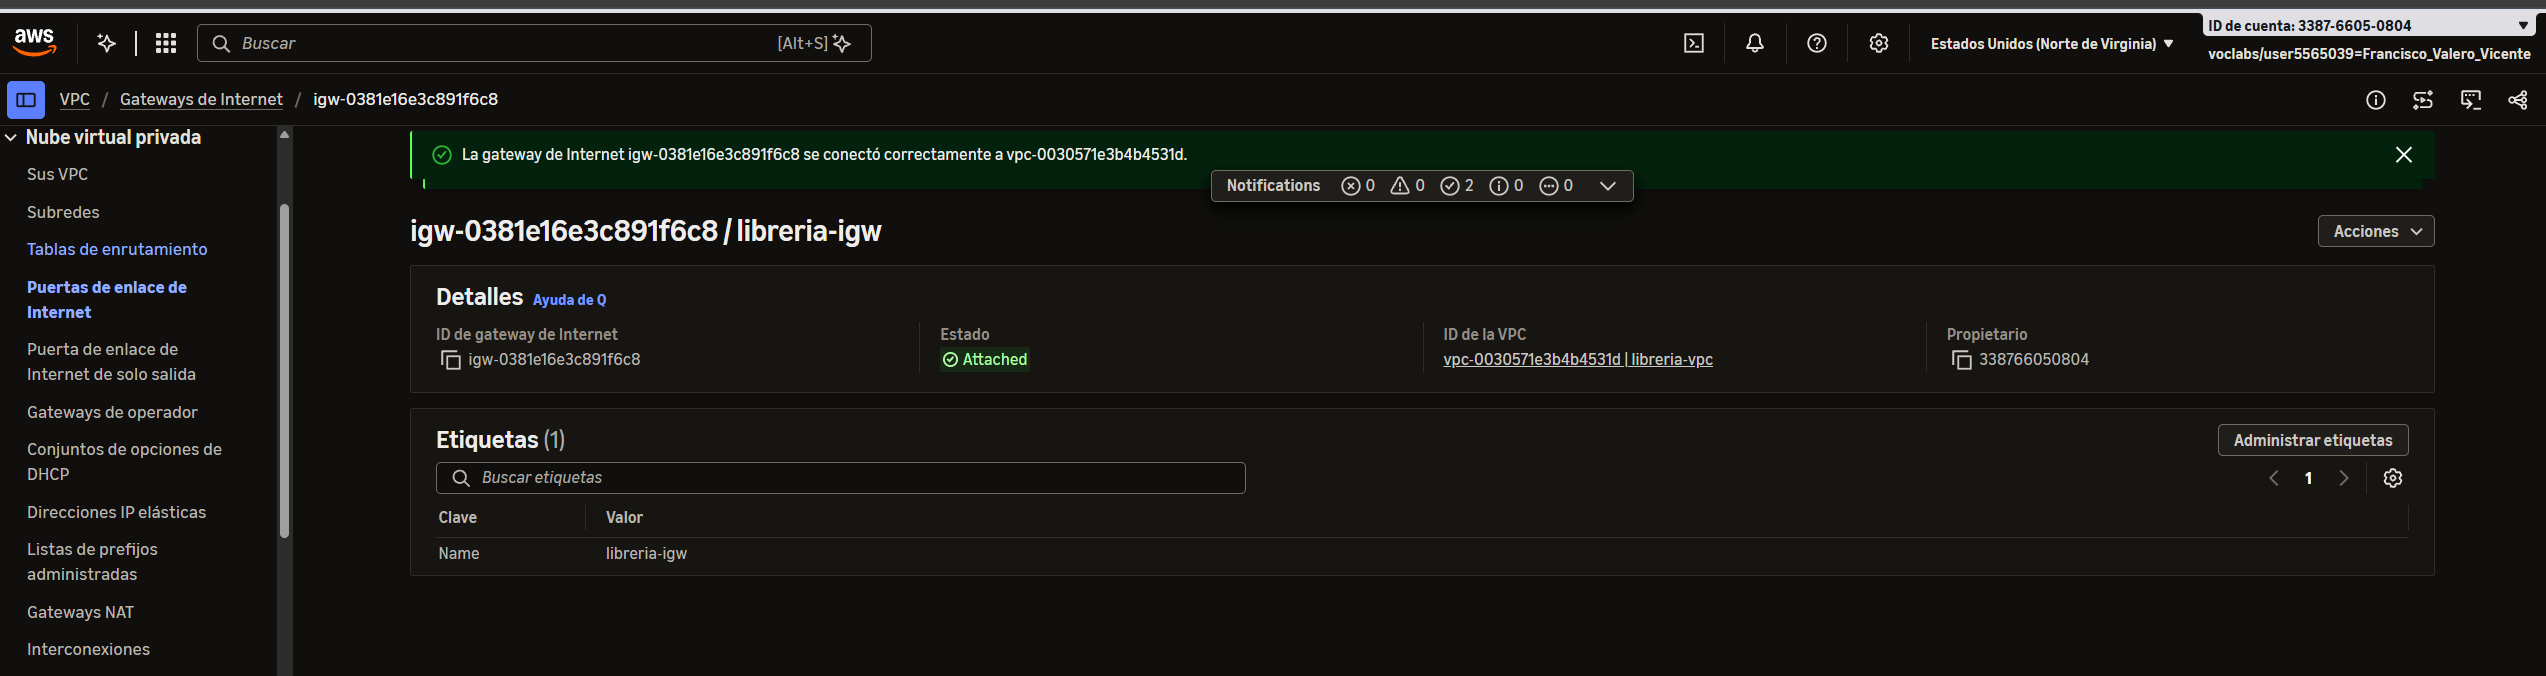 aws
Buscar
[Alt+S]
Estados Unidos (Norte de Virginia)
ID de cuenta: 3387-6605-0804
voclabs/user5565039=Francisco_Valero_Vicente
VPC / Gateways de Internet / igw-0381e16e3c891f6c8
Nube virtual privada
Sus VPC
Subredes
Tablas de enrutamiento
Puertas de enlace de
Internet
Puerta de enlace de
Internet de solo salida
Gateways de operador
Conjuntos de opciones de
DHCP
Direcciones IP elásticas
Listas de prefijos
administradas
Gateways NAT
Interconexiones
La gateway de Internet igw-0381e16e3c891f6c8 se conectó correctamente a vpc-0030571e3b4b4531d.
Notifications 0 0 2 0 0
igw-0381e16e3c891f6c8 / libreria-igw
Acciones
Detalles Ayuda de Q
ID de gateway de Internet
igw-0381e16e3c891f6c8
Estado
Attached
ID de la VPC
vpc-0030571e3b4b4531d | libreria-vpc
Propietario
338766050804
Etiquetas (1)
Administrar etiquetas
Buscar etiquetas
1
Clave Valor
Name libreria-igw